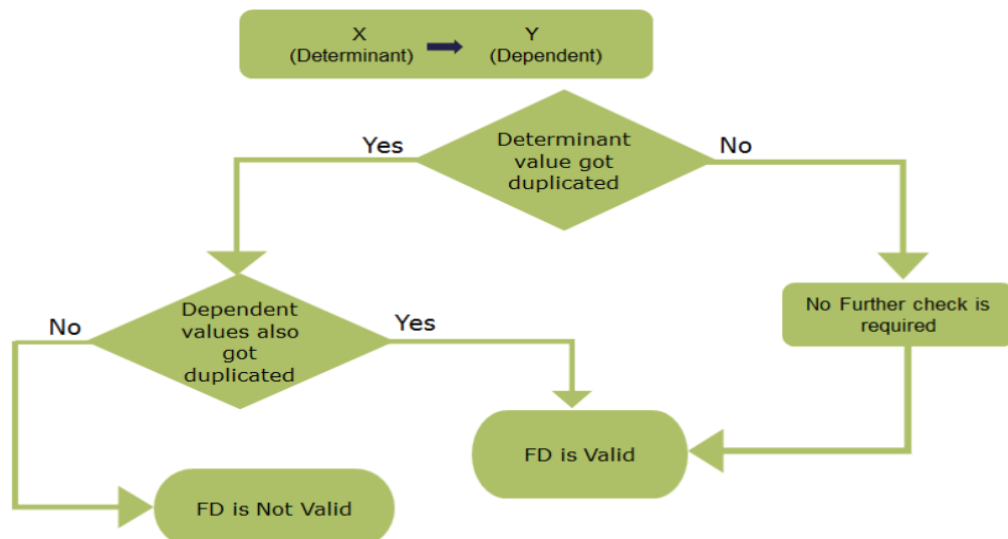 X Y
(Determinant) (Dependent)
Yes
Determinant
value got
duplicated
No
No
Dependent
values also
got
duplicated
Yes
No Further check is
required
FD is Valid
FD is Not Valid